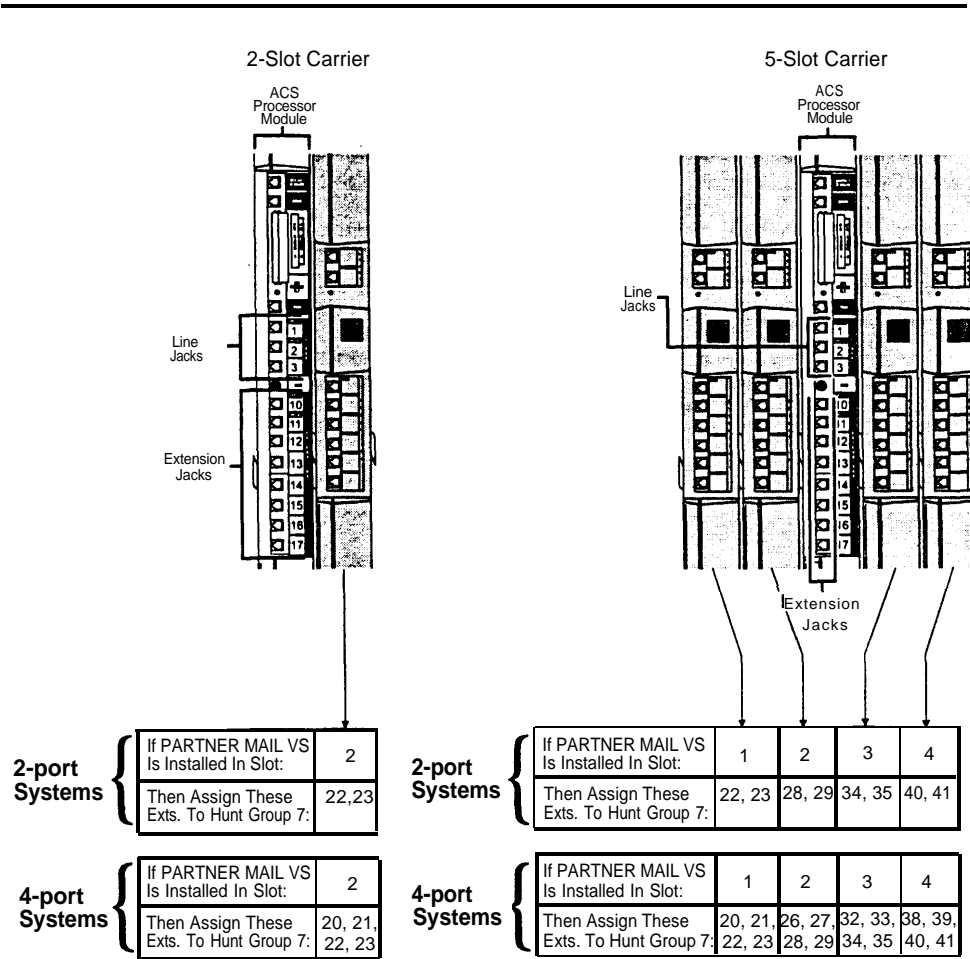 2-Slot Carrier
ACS
Processor
Module
Line
Jacks
1
2
3
10
11
12
13
14
15
16
17
Extension
Jacks
5-Slot Carrier
ACS
Processor
Module
Line
Jacks
1
2
3
10
11
12
13
14
15
16
17
Extension
Jacks
2-port
Systems
If PARTNER MAIL VS
Is Installed In Slot:
2
Then Assign These
Exts. To Hunt Group 7:
22,23
4-port
Systems
If PARTNER MAIL VS
Is Installed In Slot:
2
Then Assign These
Exts. To Hunt Group 7:
20, 21,
22, 23
2-port
Systems
If PARTNER MAIL VS
Is Installed In Slot:
1 2 3 4
Then Assign These
Exts. To Hunt Group 7:
22, 23 28, 29 34, 35 40, 41
4-port
Systems
If PARTNER MAIL VS
Is Installed In Slot:
1 2 3 4
Then Assign These
Exts. To Hunt Group 7:
20, 21, 26, 27, 32, 33, 38, 39,
22, 23 28, 29 34, 35 40, 41